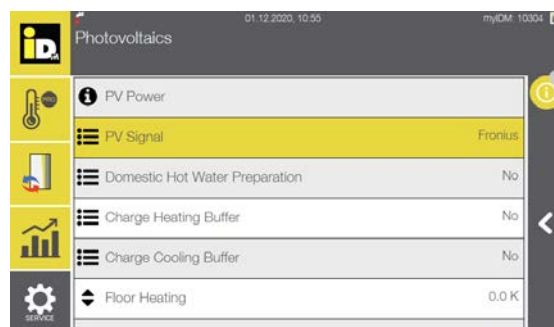 01.12.2020, 10:55
myIDM: 10304
iD.
Photovoltaics
PRO
PV Power
PV Signal Fronius
Domestic Hot Water Preparation No
Charge Heating Buffer No
Charge Cooling Buffer No
Floor Heating 0.0 K
SERVICE